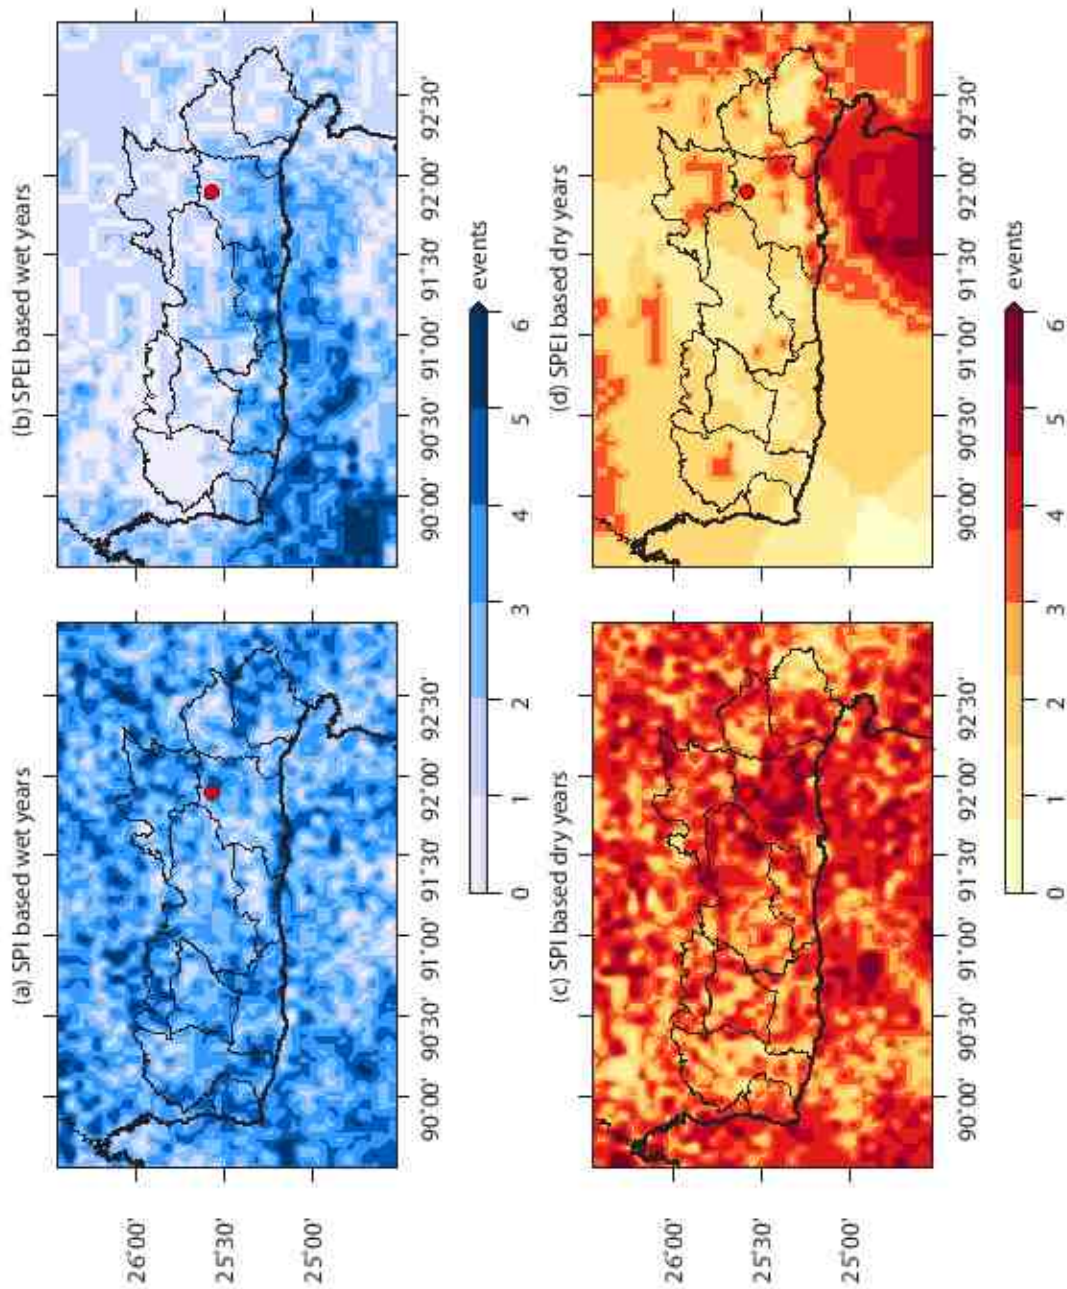 (a) SPI based wet years
(b) SPEI based wet years
26°00'
25°30'
25°00'
90°00' 90°30' 91°00' 91°30' 92°00' 92°30'
90°00' 90°30' 91°00' 91°30' 92°00' 92°30'
events
0 1 2 3 4 5 6
(c) SPI based dry years
(d) SPEI based dry years
26°00'
25°30'
25°00'
90°00' 90°30' 91°00' 91°30' 92°00' 92°30'
90°00' 90°30' 91°00' 91°30' 92°00' 92°30'
events
0 1 2 3 4 5 6